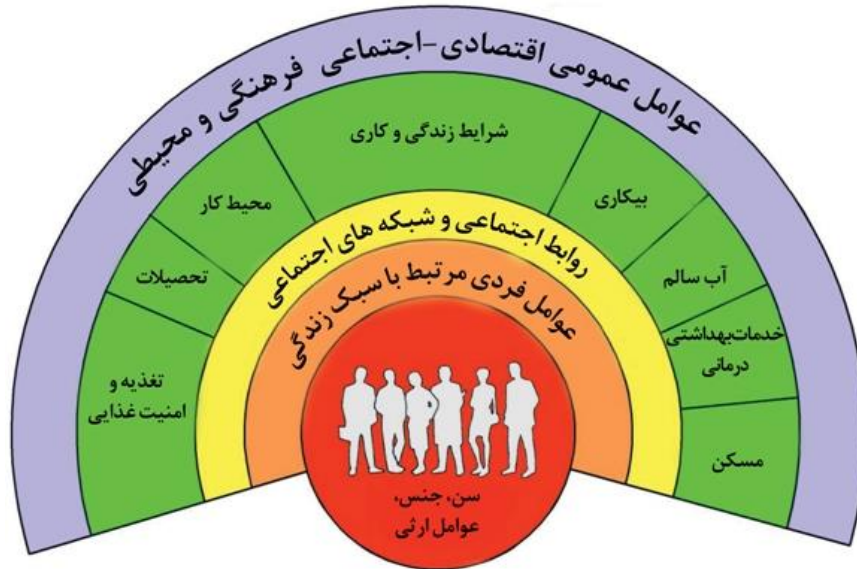 عوامل عمومی اقتصادی-اجتماعی فرهنگی و محیطی
شرایط زندگی و کاری
بیکاری
محیط کار
آب سالم
تحصیلات
خدمات‌بهداشتی
درمانی
تغذیه و
امنیت غذایی
مسکن
روابط اجتماعی و شبکه های اجتماعی
عوامل فردی مرتبط با سبک زندگی
سن، جنس،
عوامل ارثی